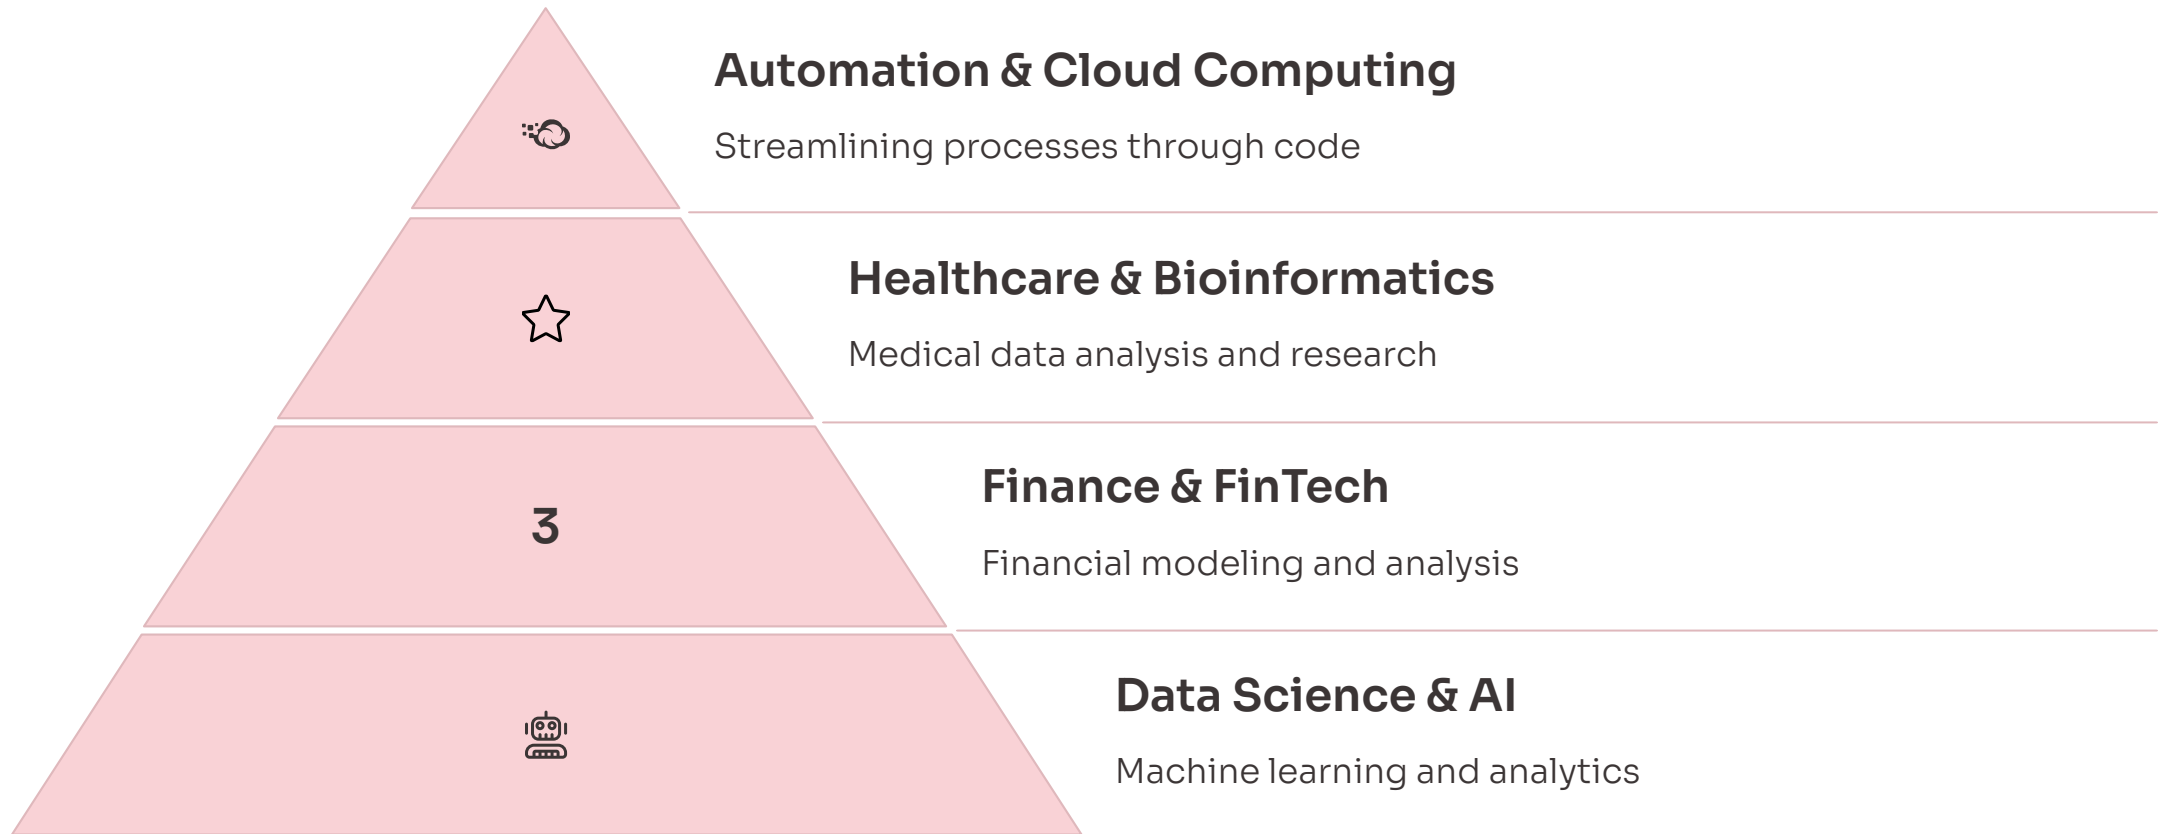 Automation & Cloud Computing
Streamlining processes through code
Healthcare & Bioinformatics
Medical data analysis and research
3
Finance & FinTech
Financial modeling and analysis
Data Science & AI
Machine learning and analytics